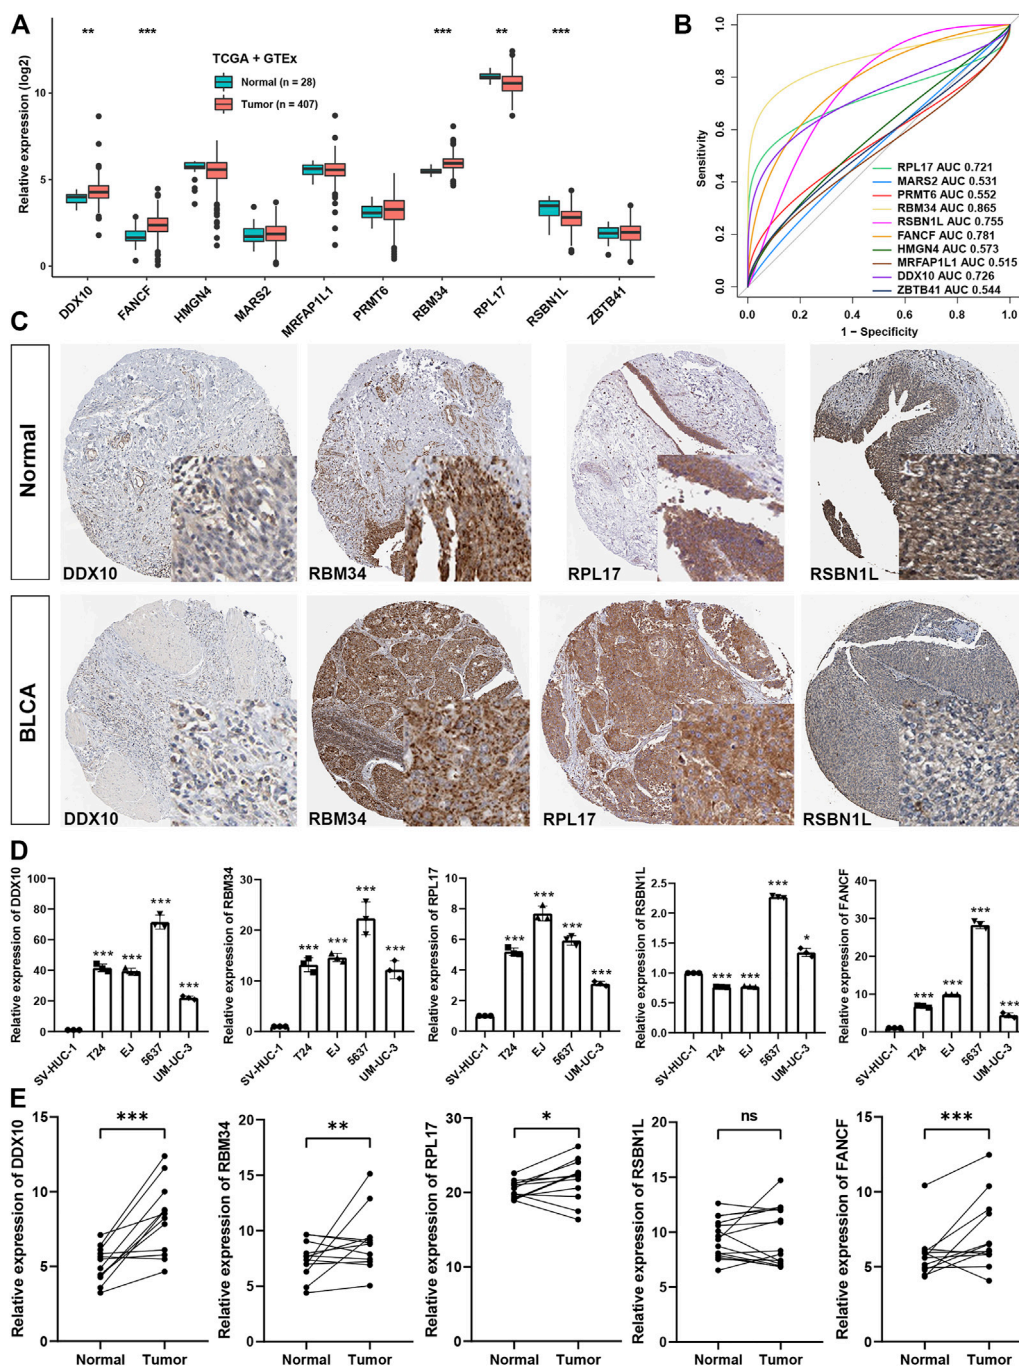 A
** *** *** ** ***
Relative expression (log2)
TCGA + GTEx
Normal (n = 28)
Tumor (n = 407)
10
5
0
DDX10 FANCF HMGN4 MARS2 MRFAP1L1 PRMT6 RBM34 RPL17 RSBN1L ZBTB41
B
Sensitivity
1.0
0.8
0.6
0.4
0.2
0.0
RPL17 AUC 0.721
MARS2 AUC 0.531
PRMT6 AUC 0.552
RBM34 AUC 0.865
RSBN1L AUC 0.755
FANCF AUC 0.781
HMGN4 AUC 0.573
MRFAP1L1 AUC 0.515
DDX10 AUC 0.726
ZBTB41 AUC 0.544
0.0 0.2 0.4 0.6 0.8 1.0
1 − Specificity
C
Normal
DDX10 RBM34 RPL17 RSBN1L
BLCA
DDX10 RBM34 RPL17 RSBN1L
D
Relative expression of DDX10
100
80
60
40
20
0
*** *** *** ***
SV-HUC-1 T24 EJ 5637 UM-UC-3
Relative expression of RBM34
40
30
20
10
0
*** *** *** ***
SV-HUC-1 T24 EJ 5637 UM-UC-3
Relative expression of RPL17
10
8
6
4
2
0
*** *** *** ***
SV-HUC-1 T24 EJ 5637 UM-UC-3
Relative expression of RSBN1L
2.5
2.0
1.5
1.0
0.5
0.0
*** *** *** *
SV-HUC-1 T24 EJ 5637 UM-UC-3
Relative expression of FANCF
40
30
20
10
0
*** *** *** ***
SV-HUC-1 T24 EJ 5637 UM-UC-3
E
Relative expression of DDX10
15
10
5
0
***
Normal Tumor
Relative expression of RBM34
20
15
10
5
0
**
Normal Tumor
Relative expression of RPL17
30
20
10
0
*
Normal Tumor
Relative expression of RSBN1L
20
15
10
5
0
ns
Normal Tumor
Relative expression of FANCF
15
10
5
0
***
Normal Tumor